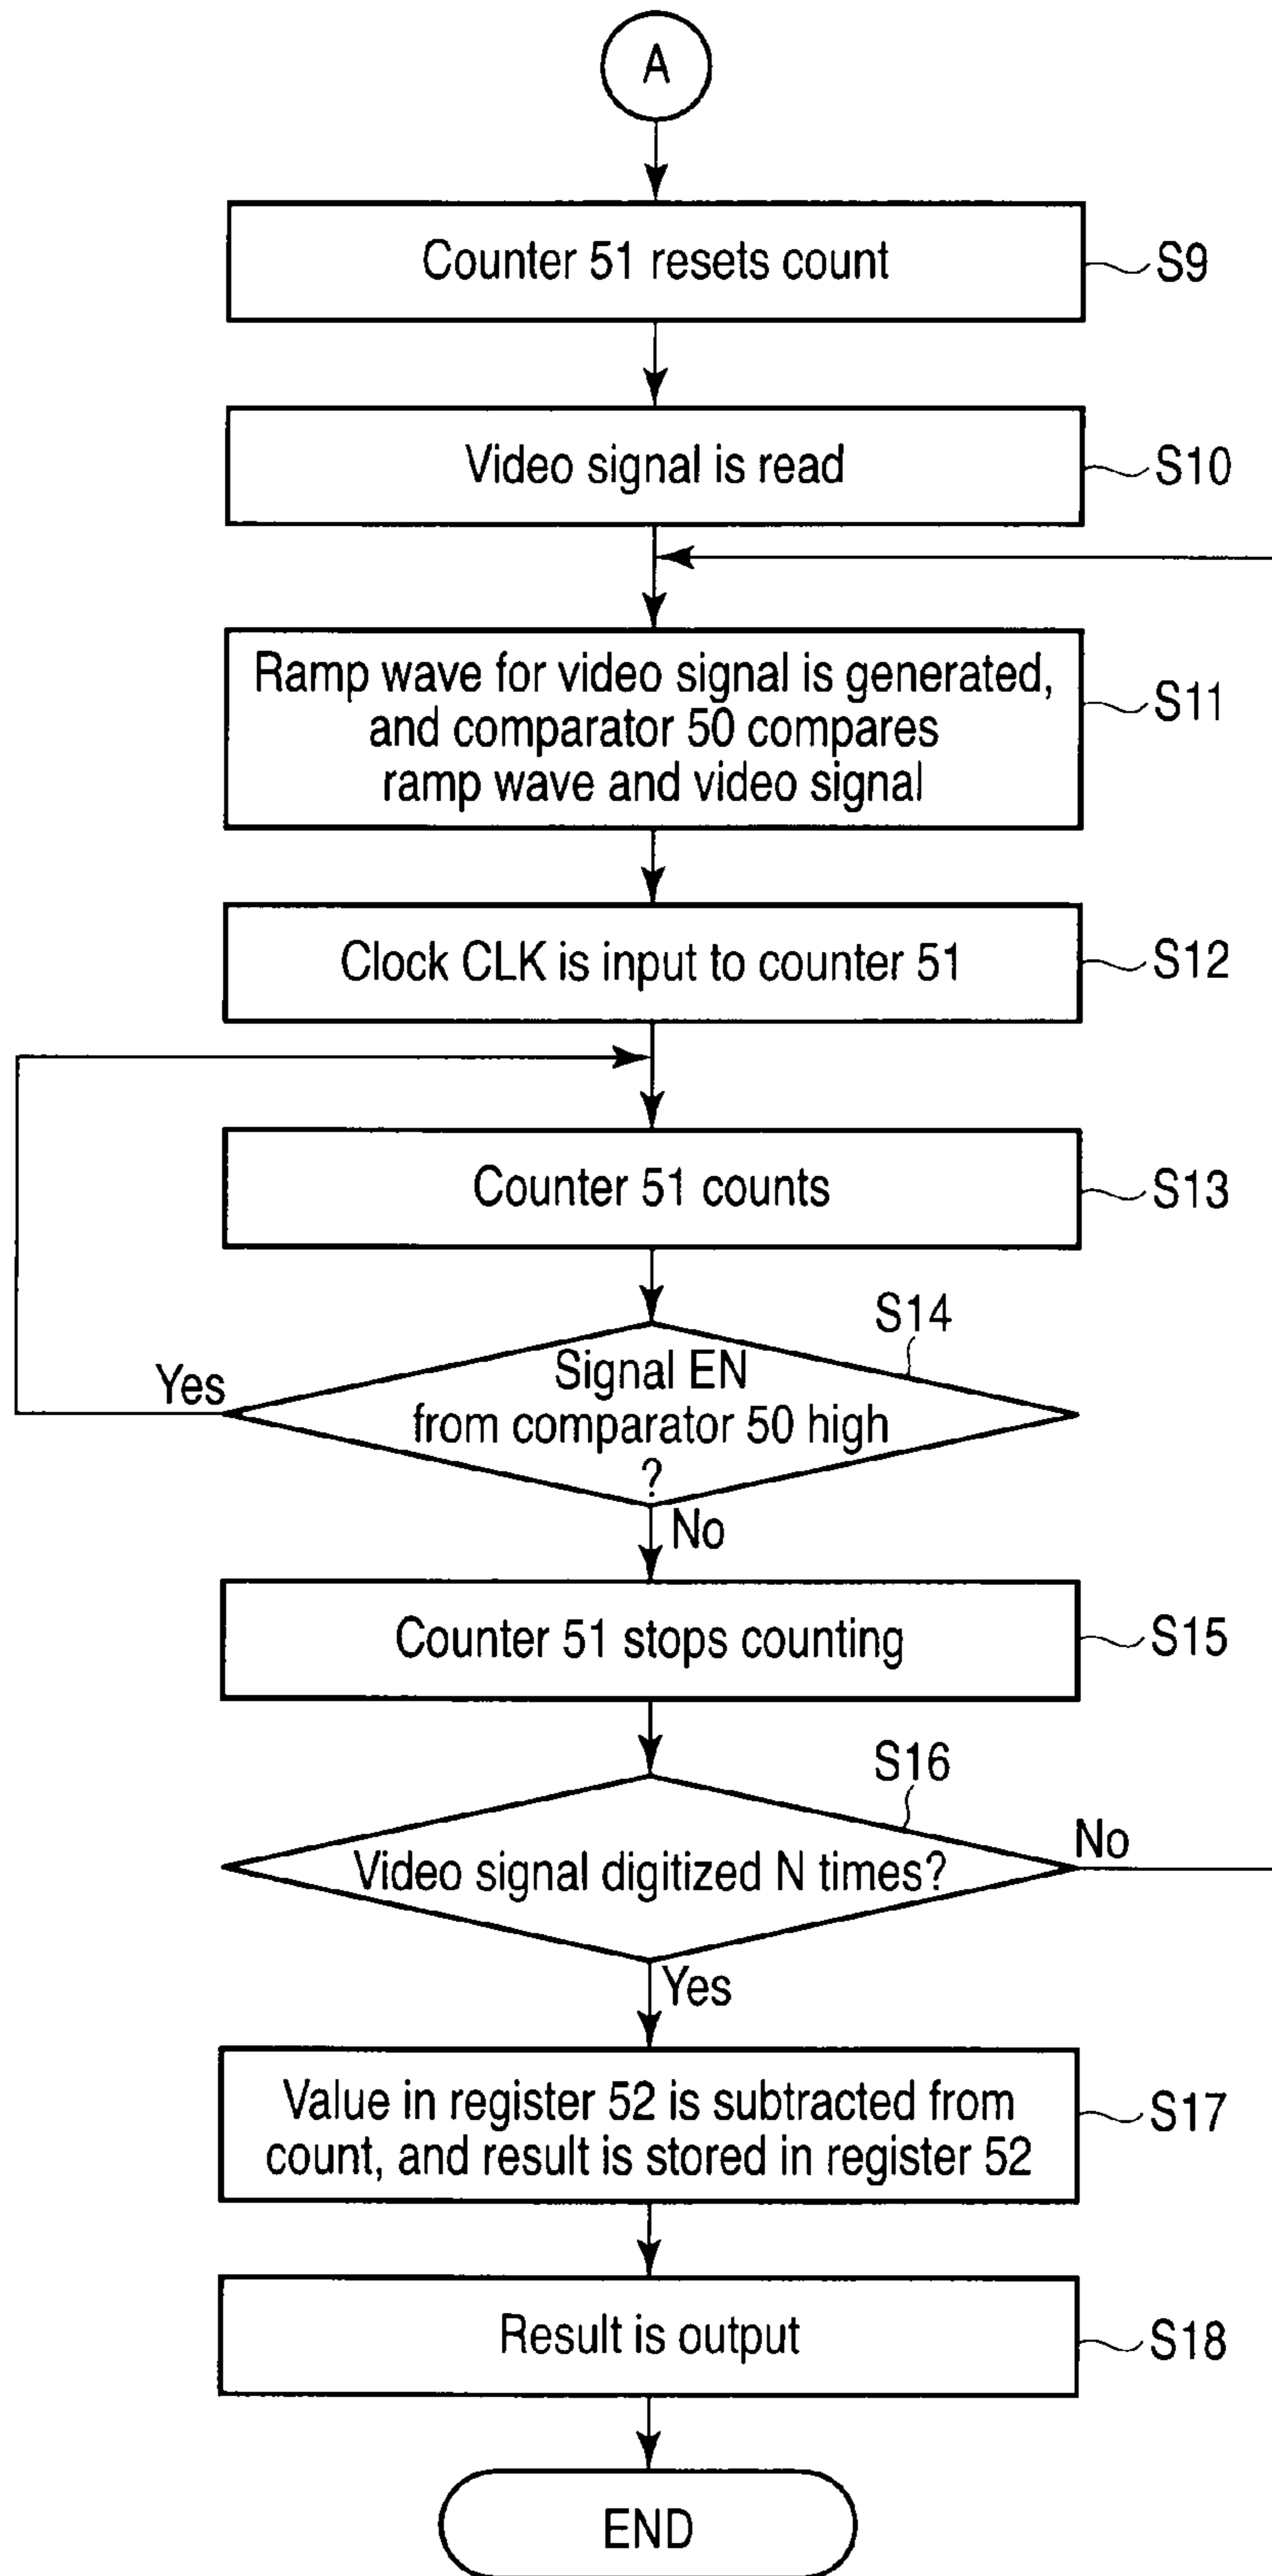 A
Counter 51 resets count
S9
Video signal is read
S10
Ramp wave for video signal is generated,
and comparator 50 compares
ramp wave and video signal
S11
Clock CLK is input to counter 51
S12
Counter 51 counts
S13
S14
Signal EN
from comparator 50 high
?
Yes
No
Counter 51 stops counting
S15
S16
Video signal digitized N times?
No
Yes
Value in register 52 is subtracted from
count, and result is stored in register 52
S17
Result is output
S18
END